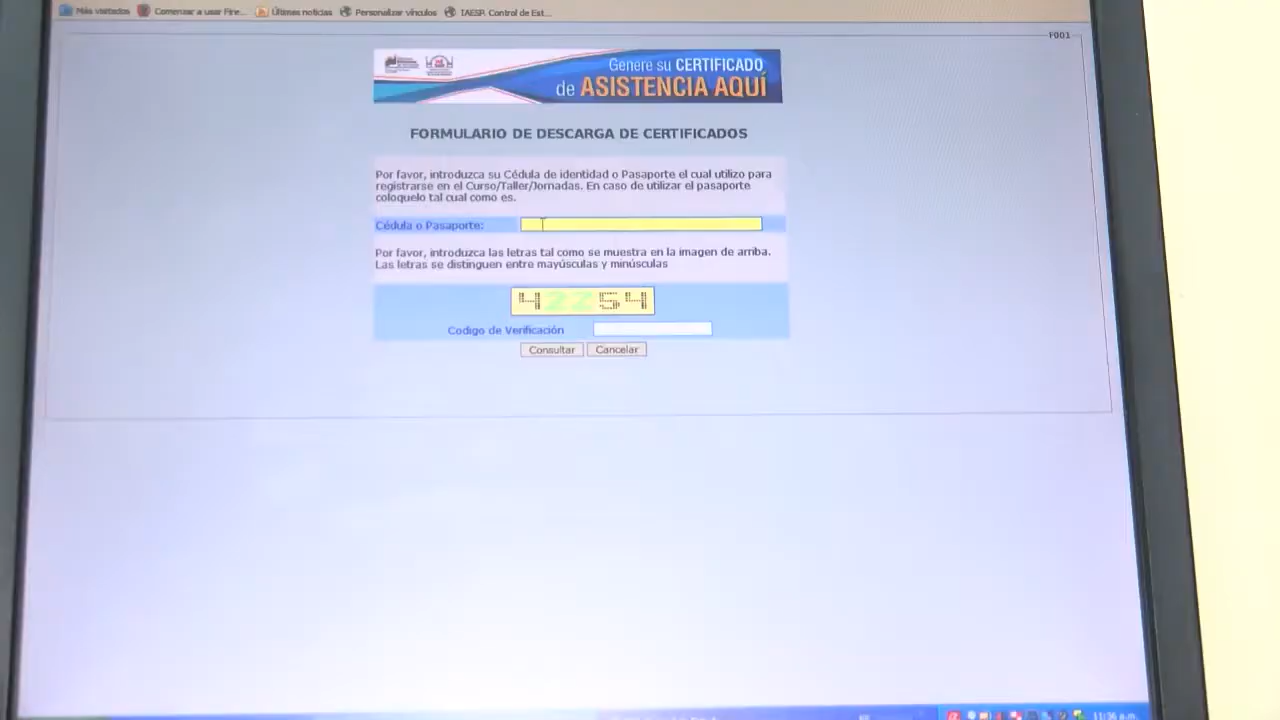 Más visitados Comenzar a usar Fire... Últimas noticias Personalizar vínculos IAESP. Control de Est...
F001
Genere su CERTIFICADO
de ASISTENCIA AQUÍ
FORMULARIO DE DESCARGA DE CERTIFICADOS
Por favor, introduzca su Cédula de identidad o Pasaporte el cual utilizo para
registrarse en el Curso/Taller/Jornadas. En caso de utilizar el pasaporte
coloquelo tal cual como es.
Cédula o Pasaporte:
Por favor, introduzca las letras tal como se muestra en la imagen de arriba.
Las letras se distinguen entre mayúsculas y minúsculas
42254
Codigo de Verificación
Consultar Cancelar
11:36 a.m.